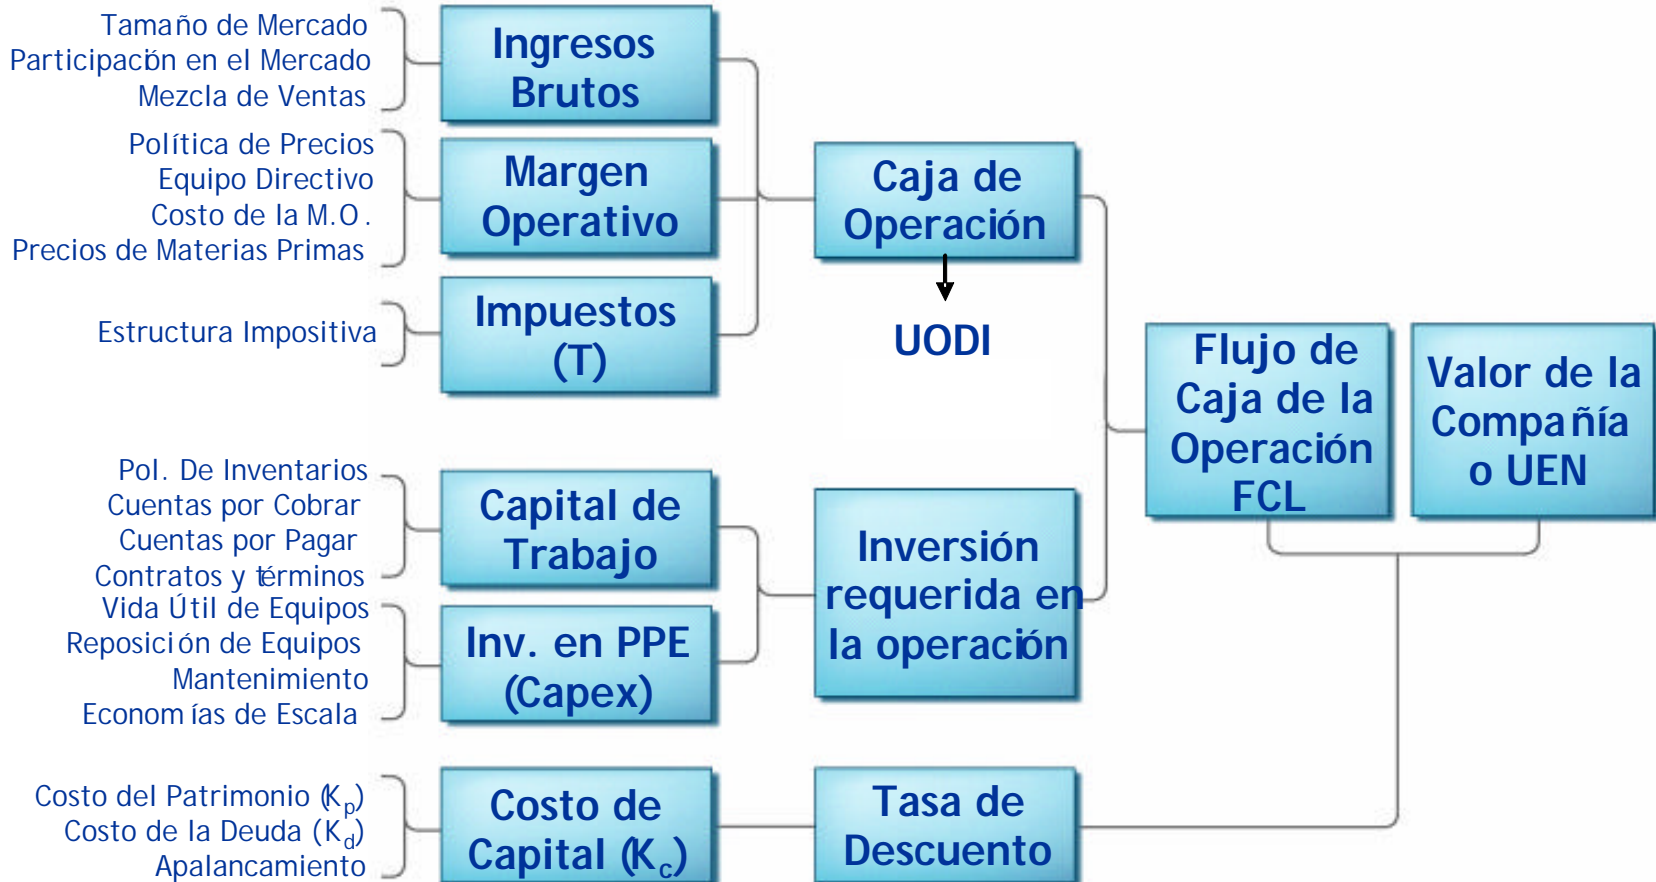 Tamaño de Mercado
Participación en el Mercado
Mezcla de Ventas
Ingresos
Brutos
Política de Precios
Equipo Directivo
Costo de la M.O.
Precios de Materias Primas
Margen
Operativo
Estructura Impositiva
Impuestos
(T)
Caja de
Operación
UODI
Pol. De Inventarios
Cuentas por Cobrar
Cuentas por Pagar
Contratos y términos
Capital de
Trabajo
Vida Útil de Equipos
Reposición de Equipos
Mantenimiento
Economías de Escala
Inv. en PPE
(Capex)
Inversión
requerida en
la operación
Flujo de
Caja de la
Operación
FCL
Valor de la
Compañía
o UEN
Costo del Patrimonio (Kp)
Costo de la Deuda (Kd)
Apalancamiento
Costo de
Capital (Kc)
Tasa de
Descuento